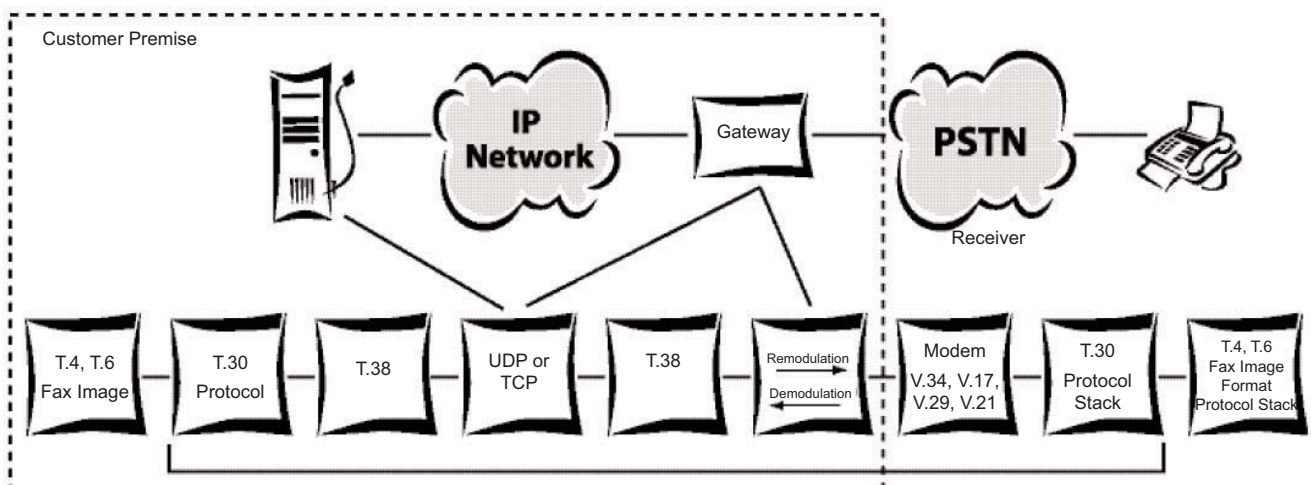 Customer Premise
IP
Network
Gateway
PSTN
Receiver
T.4, T.6
Fax Image
T.30
Protocol
T.38
UDP or
TCP
T.38
Remodulation
Demodulation
Modem
V.34, V.17,
V.29, V.21
T.30
Protocol
Stack
T.4, T.6
Fax Image
Format
Protocol Stack